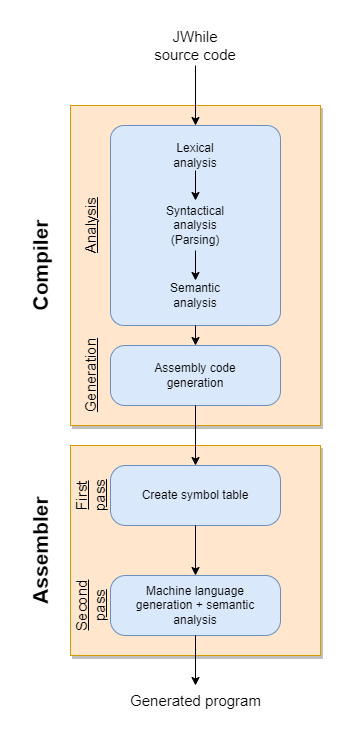 JWhile
source code
Compiler
Analysis
Lexical
analysis
Syntactical
analysis
(Parsing)
Semantic
analysis
Generation
Assembly code
generation
Assembler
First
pass
Create symbol table
Second
pass
Machine language
generation + semantic
analysis
Generated program